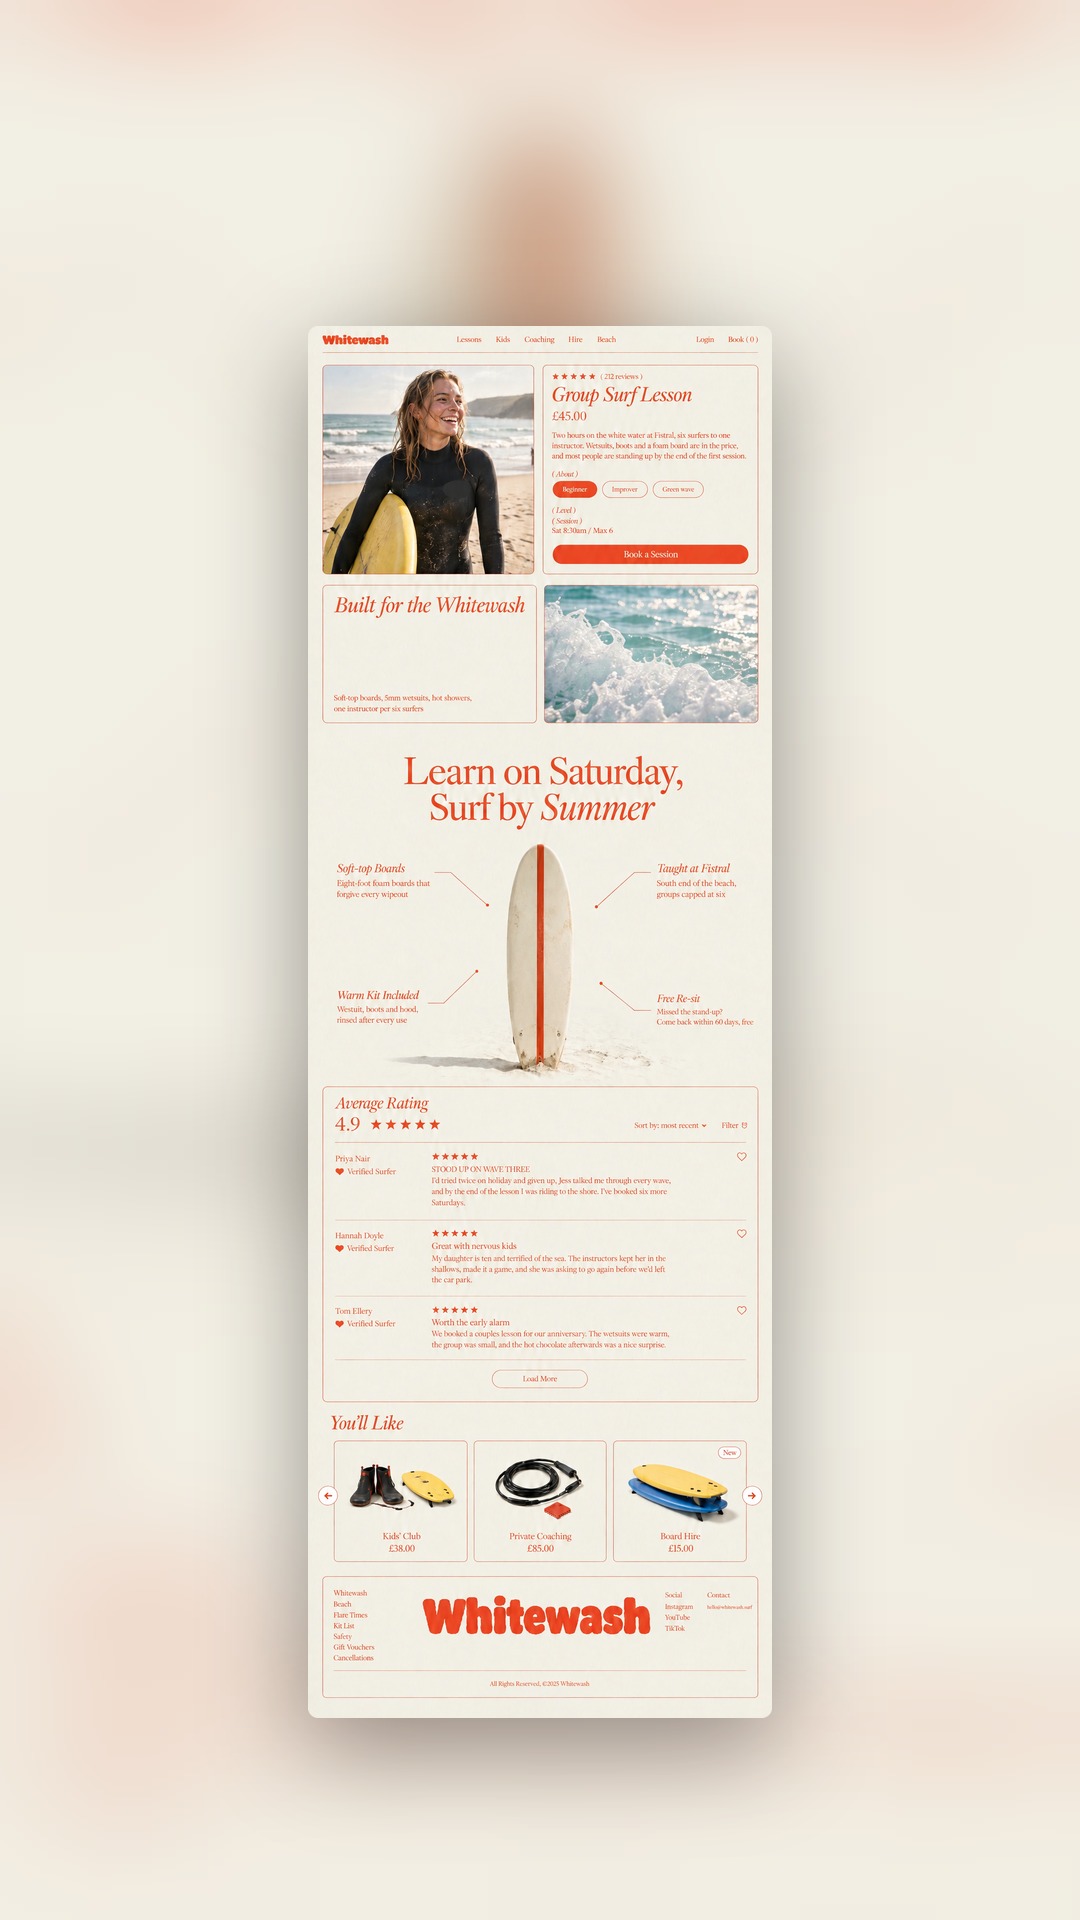 Whitewash
Lessons Kids Coaching Hire Beach
Login Book ( 0 )
( 212 reviews )
Group Surf Lesson
£45.00
Two hours on the white water at Fistral, six surfers to one
instructor. Wetsuits, boots and a foam board are in the price,
and most people are standing up by the end of the first session.
( About )
Beginner Improver Green wave
( Level )
( Session )
Sat 8:30am / Max 6
Book a Session
Built for the Whitewash
Soft-top boards, 5mm wetsuits, hot showers,
one instructor per six surfers
Learn on Saturday,
Surf by Summer
Soft-top Boards
Eight-foot foam boards that
forgive every wipeout
Taught at Fistral
South end of the beach,
groups capped at six
Warm Kit Included
Westuit, boots and hood,
rinsed after every use
Free Re-sit
Missed the stand-up?
Come back within 60 days, free
Average Rating
4.9
Sort by: most recent Filter
Priya Nair
Verified Surfer
STOOD UP ON WAVE THREE
I'd tried twice on holiday and given up, Jess talked me through every wave,
and by the end of the lesson I was riding to the shore. I've booked six more
Saturdays.
Hannah Doyle
Verified Surfer
Great with nervous kids
My daughter is ten and terrified of the sea. The instructors kept her in the
shallows, made it a game, and she was asking to go again before we'd left
the car park.
Tom Ellery
Verified Surfer
Worth the early alarm
We booked a couples lesson for our anniversary. The wetsuits were warm,
the group was small, and the hot chocolate afterwards was a nice surprise.
Load More
You'll Like
Kids' Club
£38.00
Private Coaching
£85.00
New
Board Hire
£15.00
Whitewash
Beach
Flare Times
Kit List
Safety
Gift Vouchers
Cancellations
Whitewash
Social
Instagram
YouTube
TikTok
Contact
hello@whitewash.surf
All Rights Reserved, ©2025 Whitewash